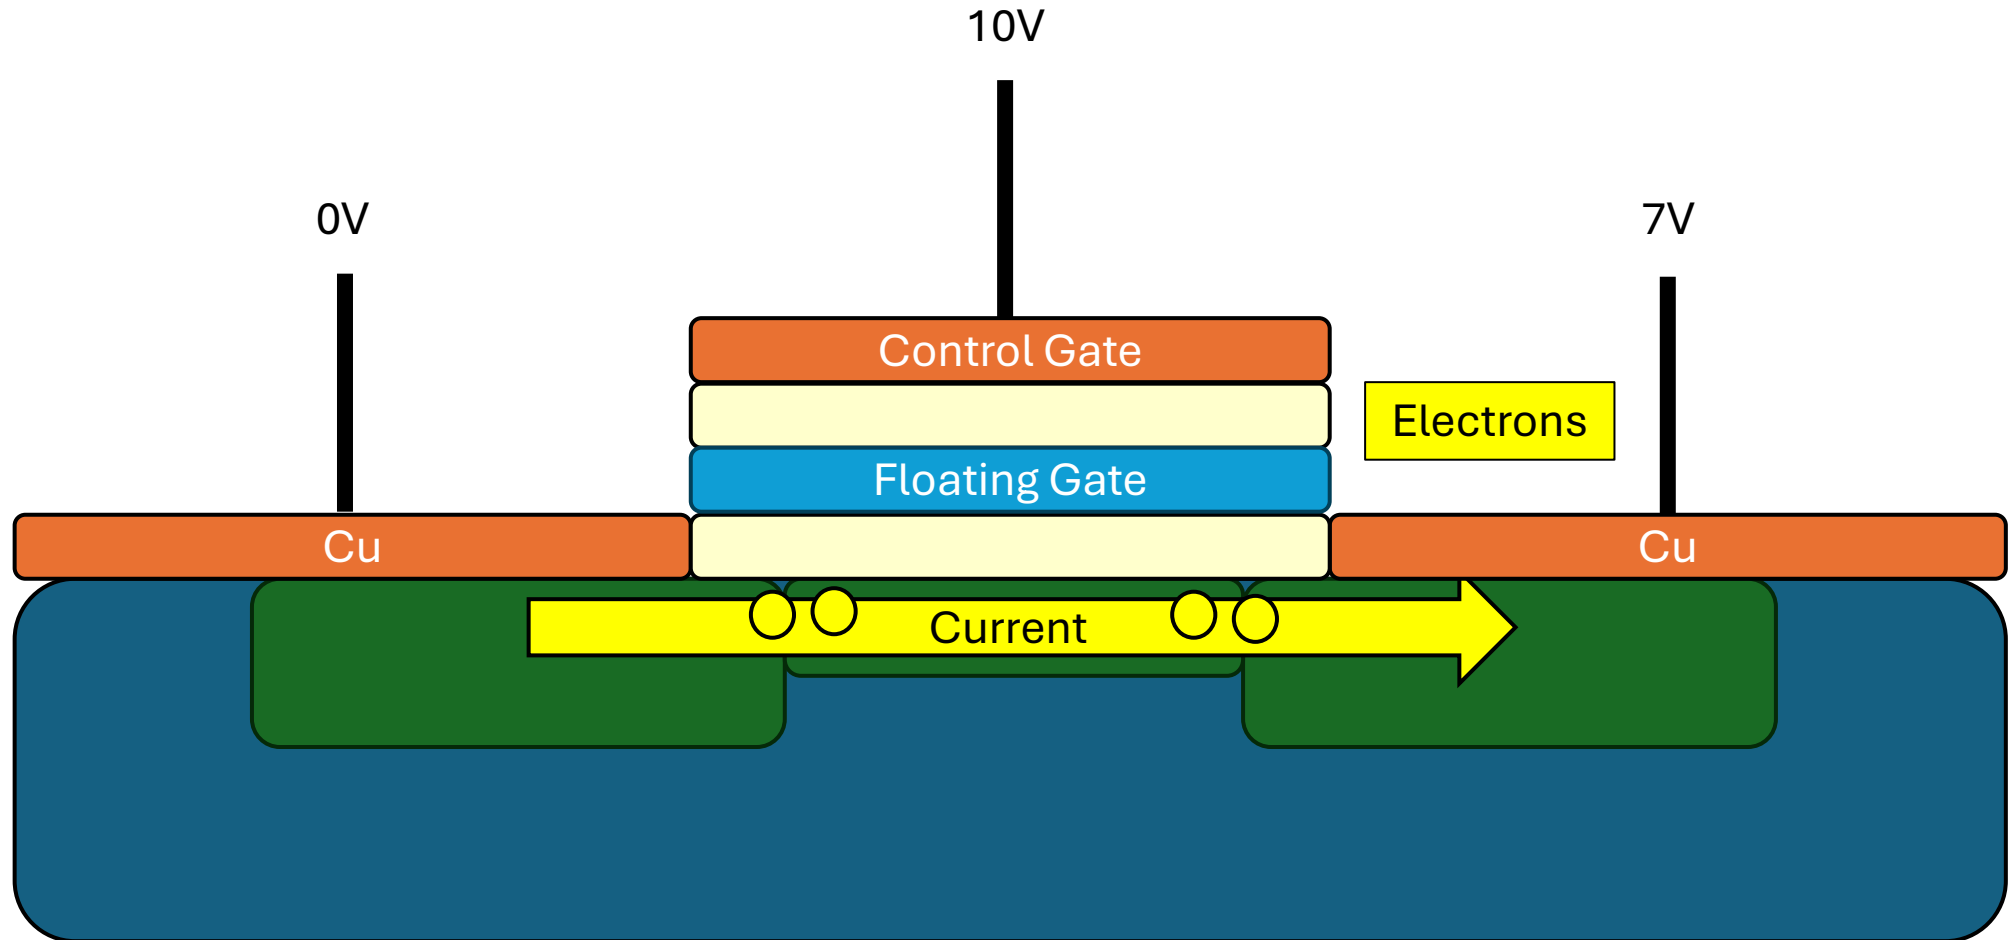 10V
0V
7V
Control Gate
Electrons
Floating Gate
Cu
Cu
Current